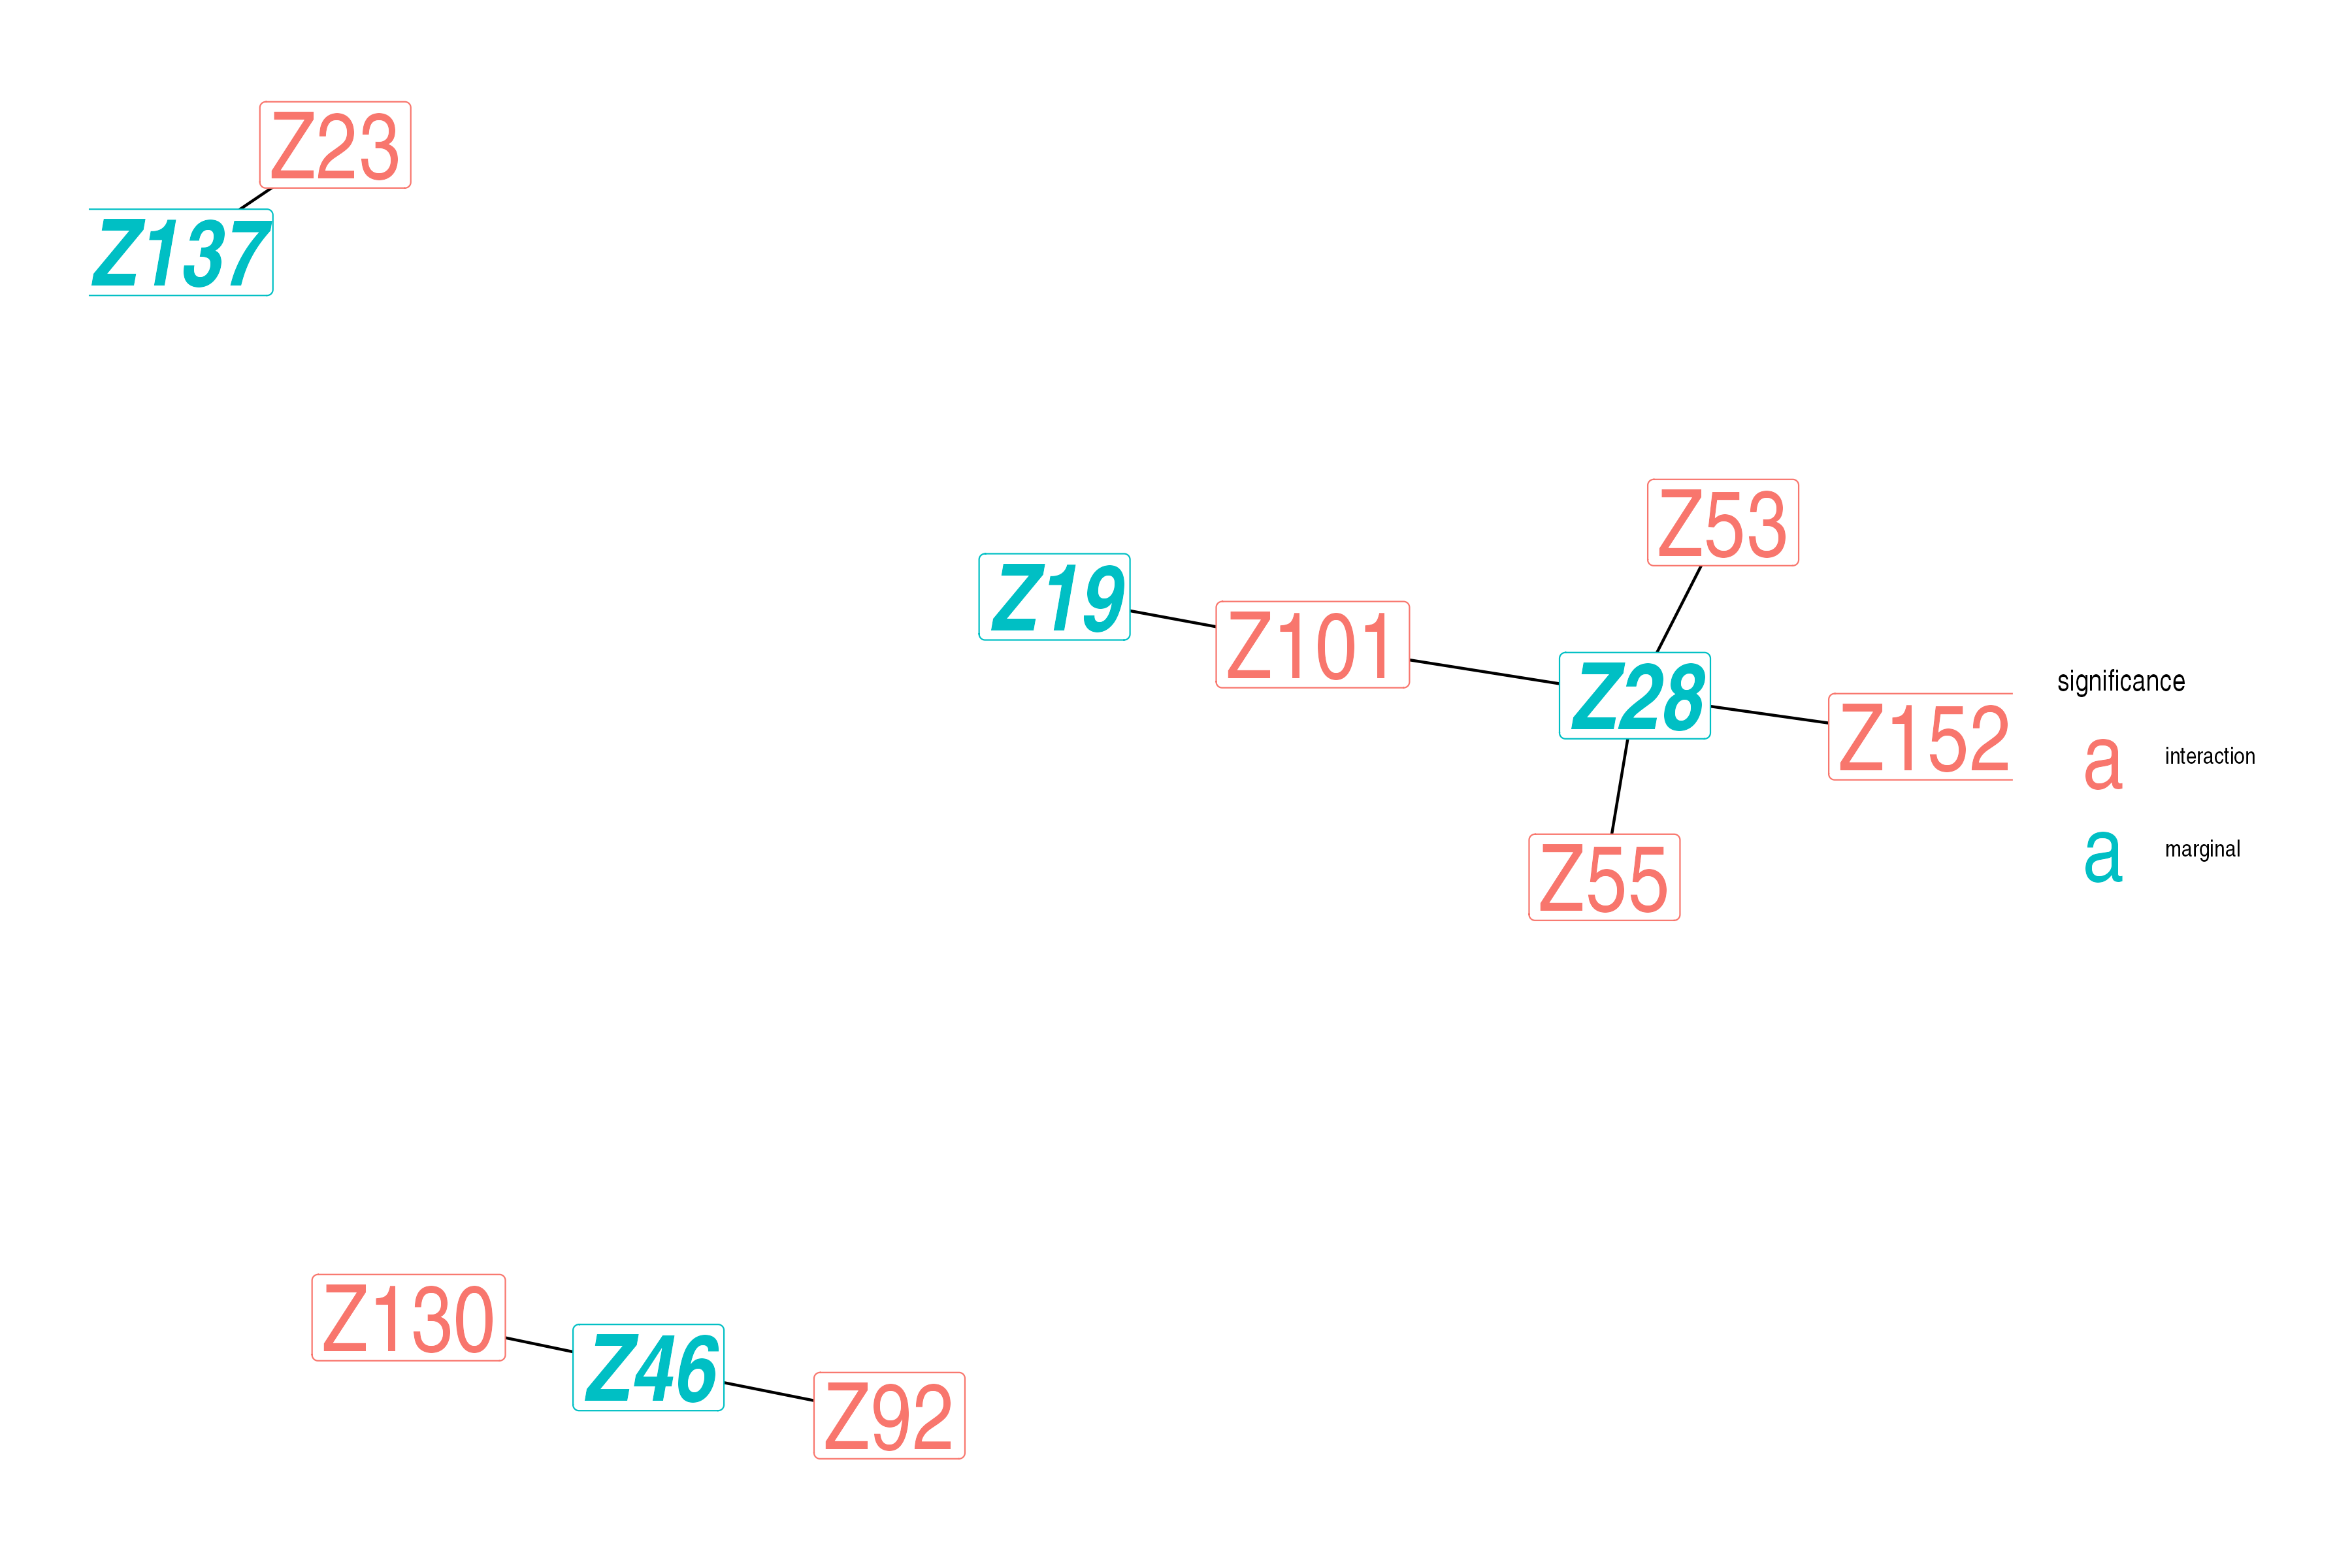 Z23
Z137
Z53
Z19
Z101
Z28
Z152
Z55
significance
a interaction
a marginal
Z130
Z46
Z92